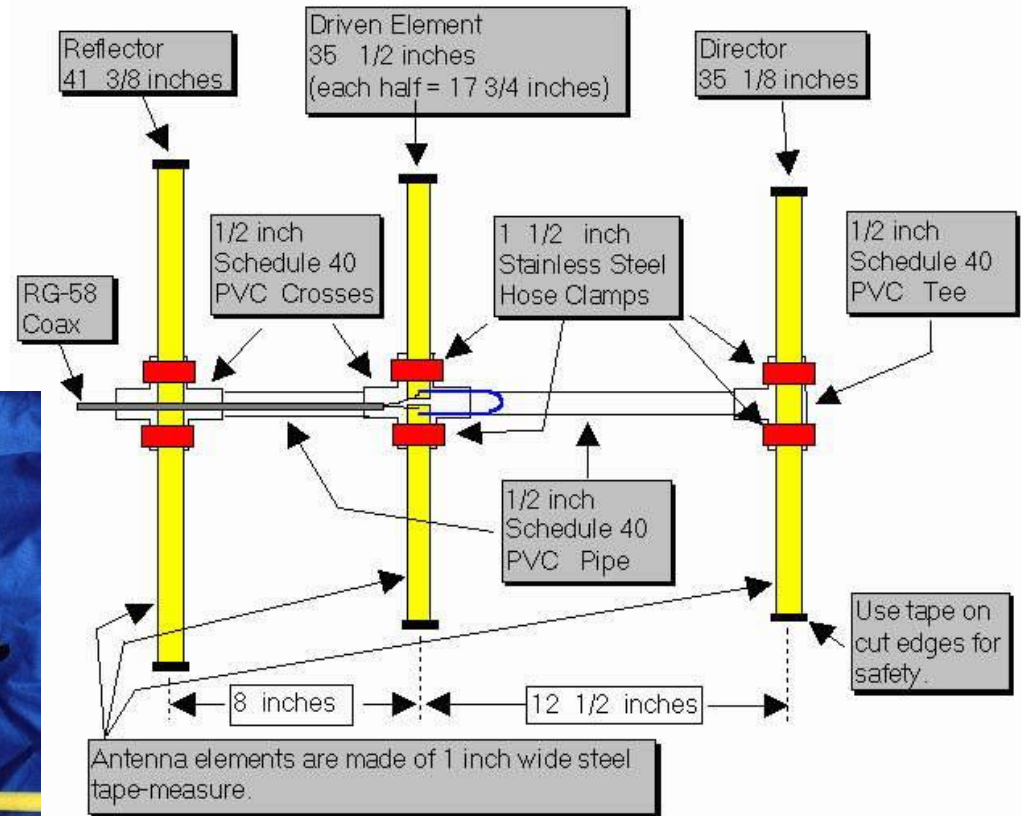 Reflector
41 3/8 inches
Driven Element
35 1/2 inches
(each half = 17 3/4 inches)
Director
35 1/8 inches
RG-58
Coax
1/2 inch
Schedule 40
PVC Crosses
1 1/2 inch
Stainless Steel
Hose Clamps
1/2 inch
Schedule 40
PVC Tee
1/2 inch
Schedule 40
PVC Pipe
Use tape on
cut edges for
safety.
8 inches
12 1/2 inches
Antenna elements are made of 1 inch wide steel
tape-measure.